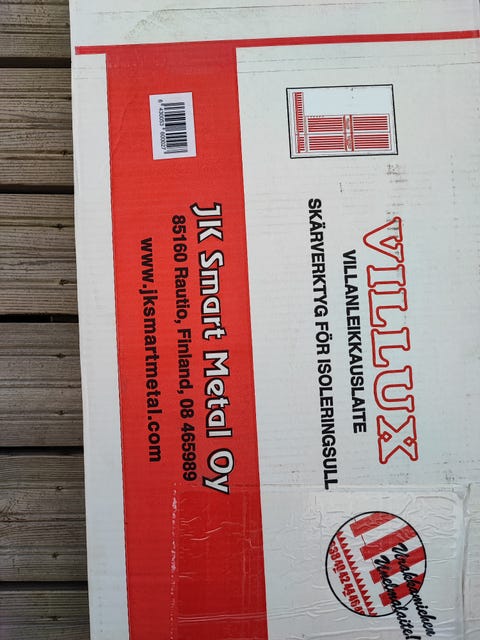 VILLUX
VILLANLEIKKAUSLAITE
SKÄRVERKTYG FÖR ISOLERINGSULL
JK Smart Metal Oy
85160 Rautio, Finland, 08 465989
www.jksmartmetal.com